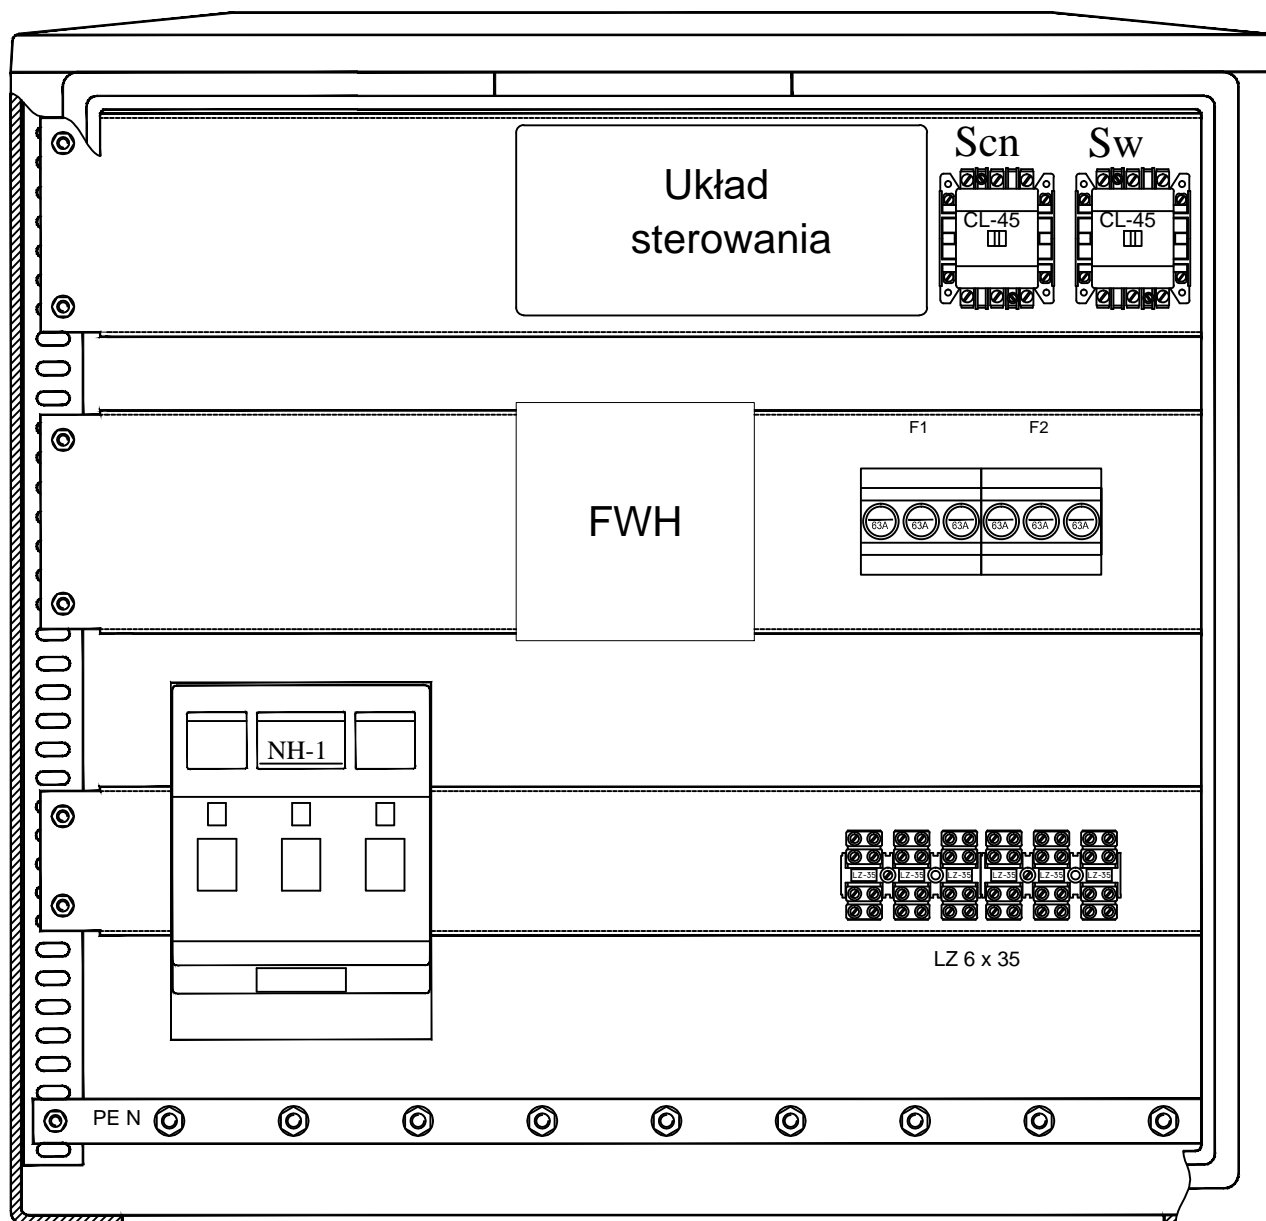 Scn
Sw
Układ
sterowania
CL-45
CL-45
F1
F2
FWH
63A
63A
63A
63A
63A
63A
NH-1
LZ-35
LZ-35
LZ-35
LZ-35
LZ-35
LZ-35
LZ 6 x 35
PE N